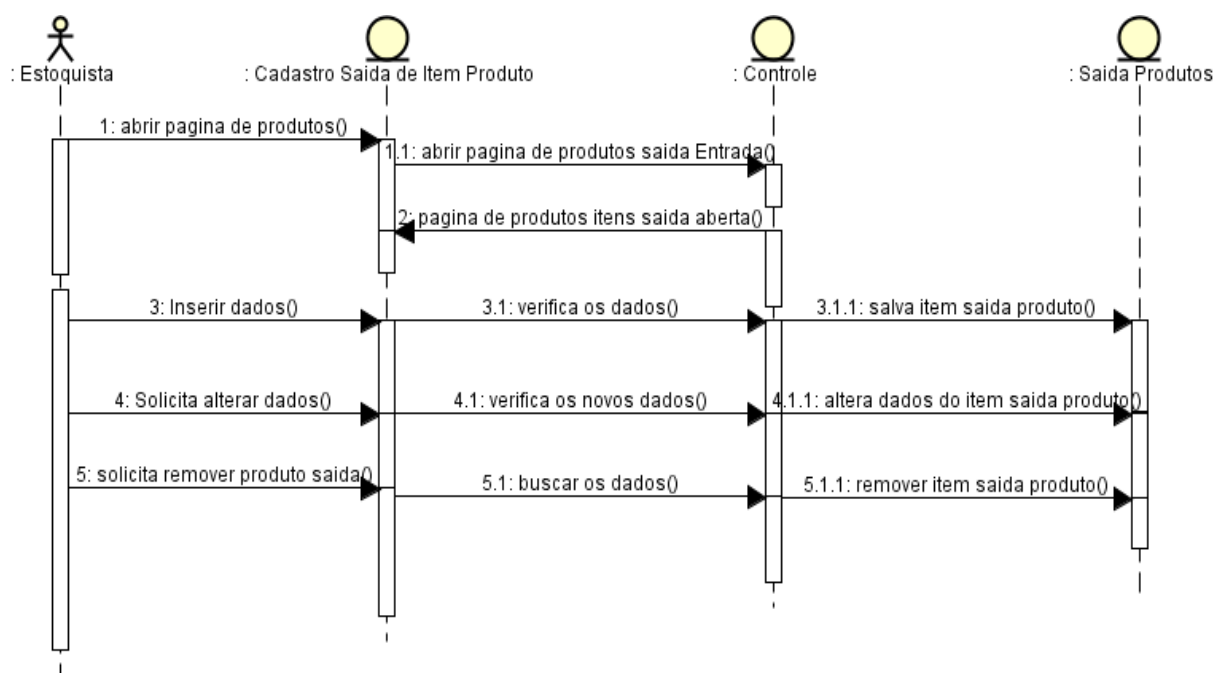 : Estoquista
: Cadastro Saida de Item Produto
: Controle
: Saida Produtos
1: abrir pagina de produtos()
1.1: abrir pagina de produtos saida Entrada()
2: pagina de produtos itens saida aberta()
3: Inserir dados()
3.1: verifica os dados()
3.1.1: salva item saida produto()
4: Solicita alterar dados()
4.1: verifica os novos dados()
4.1.1: altera dados do item saida produto()
5: solicita remover produto saida()
5.1: buscar os dados()
5.1.1: remover item saida produto()